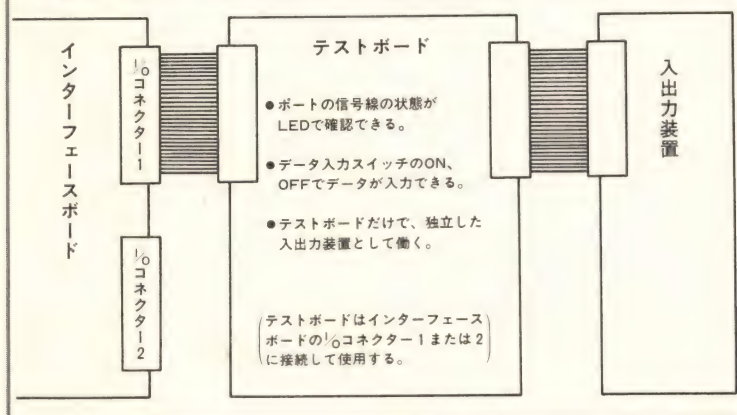 インターフェースボード
I/Oコネクター1
I/Oコネクター2
テストボード
●ポートの信号線の状態が
LEDで確認できる。
●データ入力スイッチのON、
OFFでデータが入力できる。
●テストボードだけで、独立した
入出力装置として働く。
(テストボードはインターフェース
ボードのI/Oコネクター1または2
に接続して使用する。)
入出力装置